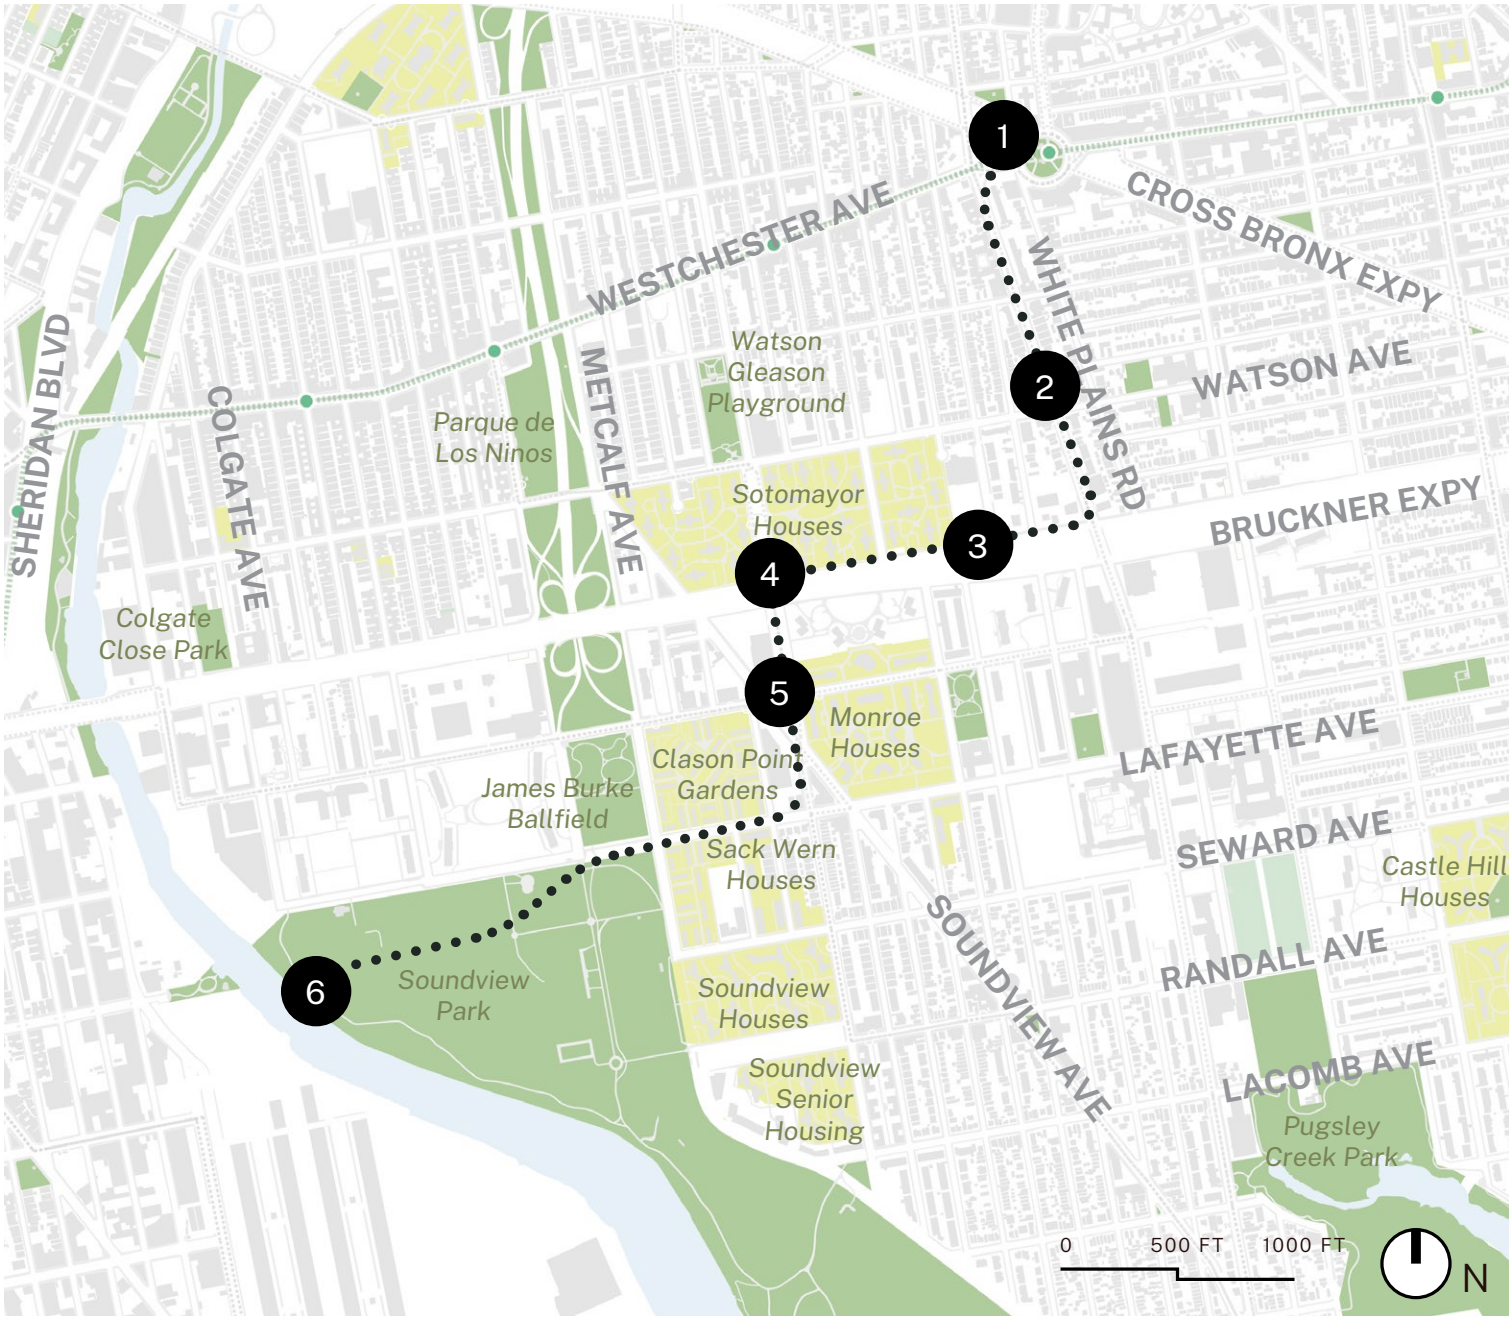 1
CROSS BRONX EXPY
WESTCHESTER AVE
WHITE PLAINS RD
SHERIDAN BLVD
Watson
Gleason
Playground
WATSON AVE
METCALF AVE
2
COLGATE AVE
Parque de
Los Ninos
Sotomayor
Houses
BRUCKNER EXPY
3
4
Colgate
Close Park
5
Monroe
Houses
LAFAYETTE AVE
Clason Point
Gardens
James Burke
Ballfield
SEWARD AVE
Sack Wern
Houses
Castle Hill
Houses
SOUNDVIEW AVE
RANDALL AVE
6
Soundview
Park
Soundview
Houses
LACOMB AVE
Soundview
Senior
Housing
Pugsley
Creek Park
0 500 FT 1000 FT
N